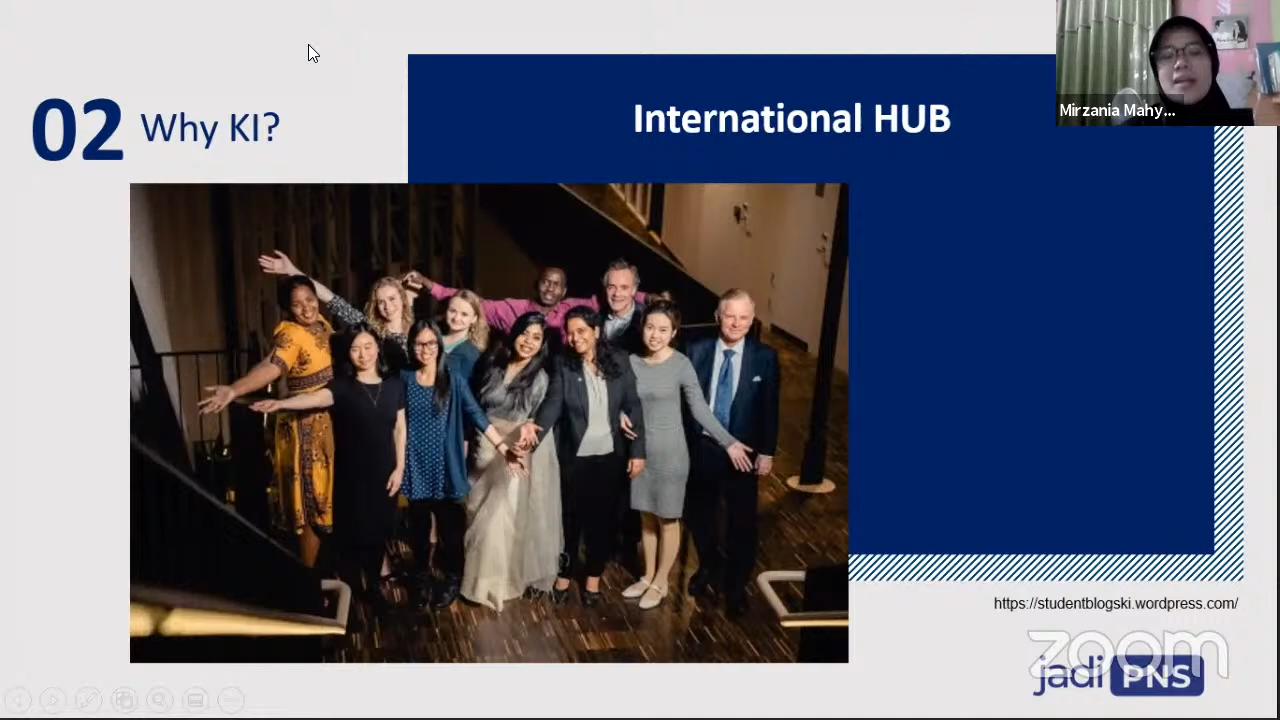 02 Why KI?
International HUB
Mirzania Mahy...
https://studentblogski.wordpress.com/
zoom
jadi PNS